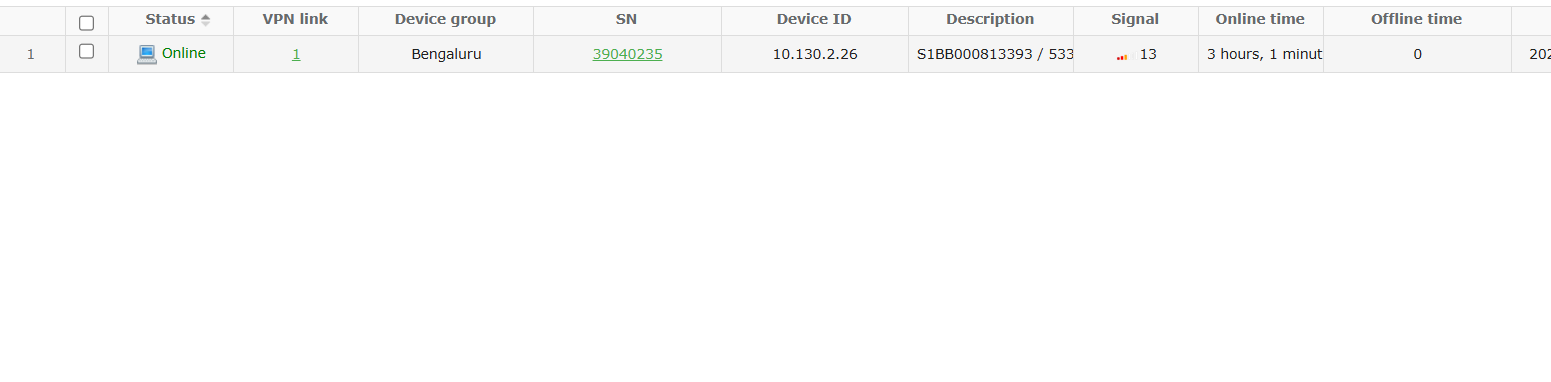 Status VPN link Device group SN Device ID Description Signal Online time Offline time
1 Online 1 Bengaluru 39040235 10.130.2.26 S1BB000813393 / 533 13 3 hours, 1 minut 0 202